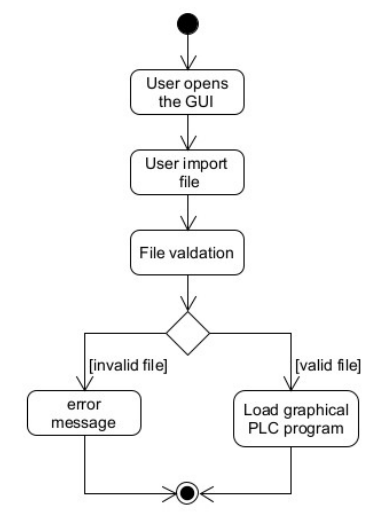 User opens
the GUI
User import
file
File valdation
[invalid file]
[valid file]
error
message
Load graphical
PLC program